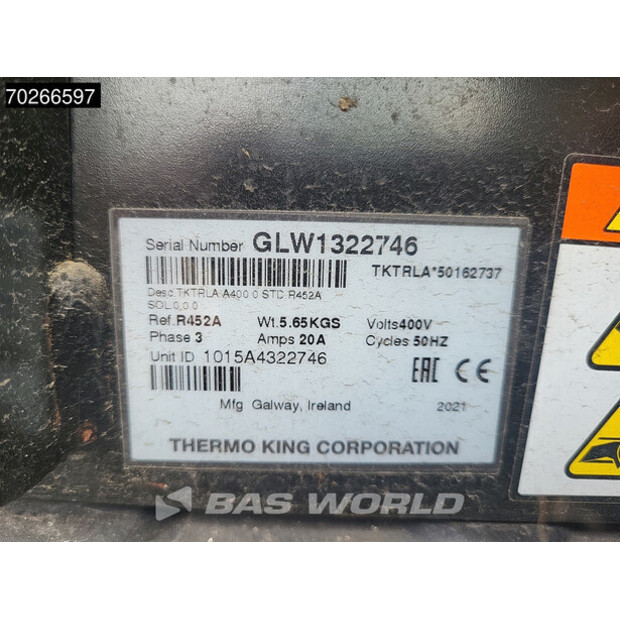 70266597
Serial Number GLW1322746
TKTRLA*50162737
Desc.TKTRLA A400 0 STD R452A
SOL 0.0.0
Ref.R452A Wt.5.65KGS Volts400V
Phase 3 Amps 20A Cycles 50HZ
Unit ID 1015A4322746
EAC CE
Mfg Galway, Ireland 2021
THERMO KING CORPORATION
BAS WORLD